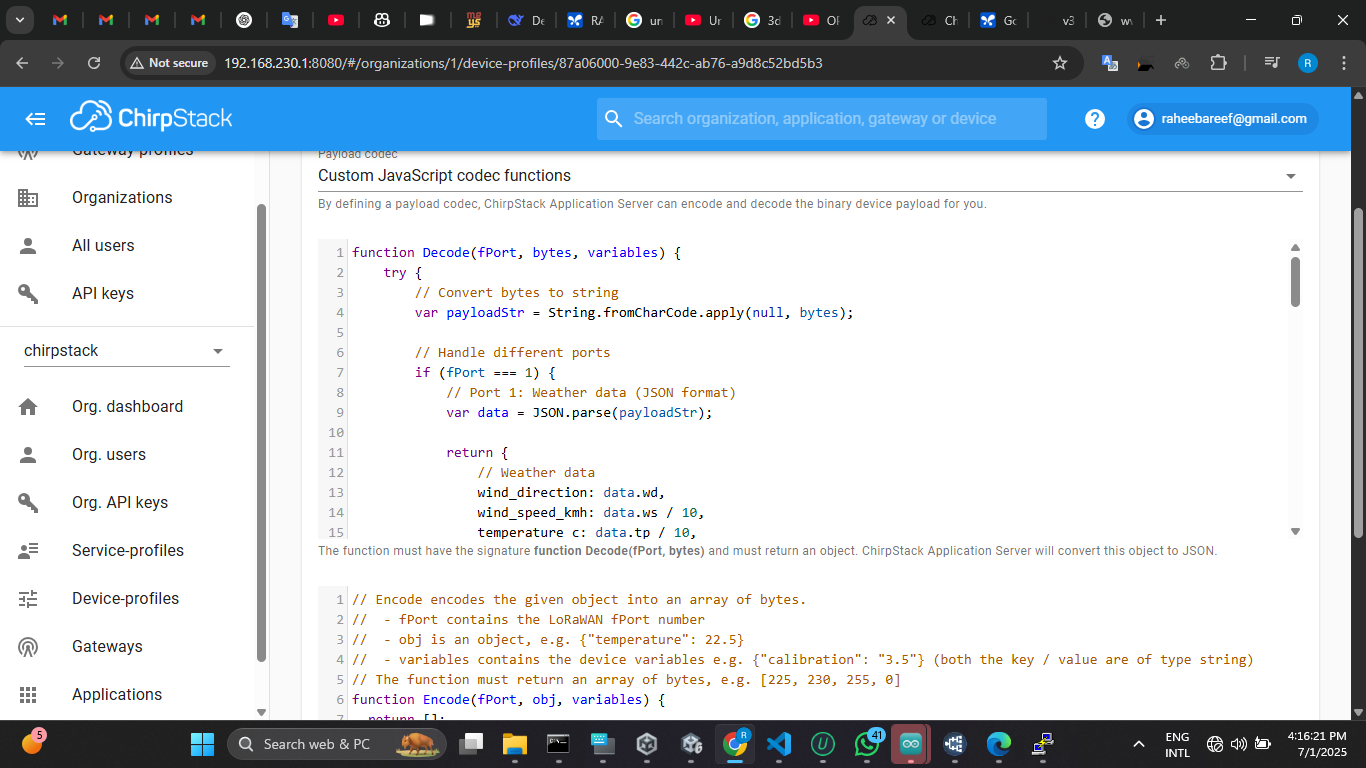 De
RA
un
Ur
3d
Of
Ch
Go
v3
Not secure
192.168.230.1:8080/#/organizations/1/device-profiles/87a06000-9e83-442c-ab76-a9d8c52bd5b3
R
ChirpStack
Search organization, application, gateway or device
raheebareef@gmail.com
Gateway profiles
Organizations
All users
API keys
chirpstack
Org. dashboard
Org. users
Org. API keys
Service-profiles
Device-profiles
Gateways
Applications
Payload codec
Custom JavaScript codec functions
By defining a payload codec, ChirpStack Application Server can encode and decode the binary device payload for you.
1 function Decode(fPort, bytes, variables) {
2 try {
3 // Convert bytes to string
4 var payloadStr = String.fromCharCode.apply(null, bytes);
5
6 // Handle different ports
7 if (fPort === 1) {
8 // Port 1: Weather data (JSON format)
9 var data = JSON.parse(payloadStr);
10
11 return {
12 // Weather data
13 wind_direction: data.wd,
14 wind_speed_kmh: data.ws / 10,
15 temperature_c: data.tp / 10,
The function must have the signature function Decode(fPort, bytes) and must return an object. ChirpStack Application Server will convert this object to JSON.
1 // Encode encodes the given object into an array of bytes.
2 // - fPort contains the LoRaWAN fPort number
3 // - obj is an object, e.g. {"temperature": 22.5}
4 // - variables contains the device variables e.g. {"calibration": "3.5"} (both the key / value are of type string)
5 // The function must return an array of bytes, e.g. [225, 230, 255, 0]
6 function Encode(fPort, obj, variables) {
7 return [];
5
Search web & PC
R
41
ENG
INTL
4:16:21 PM
7/1/2025